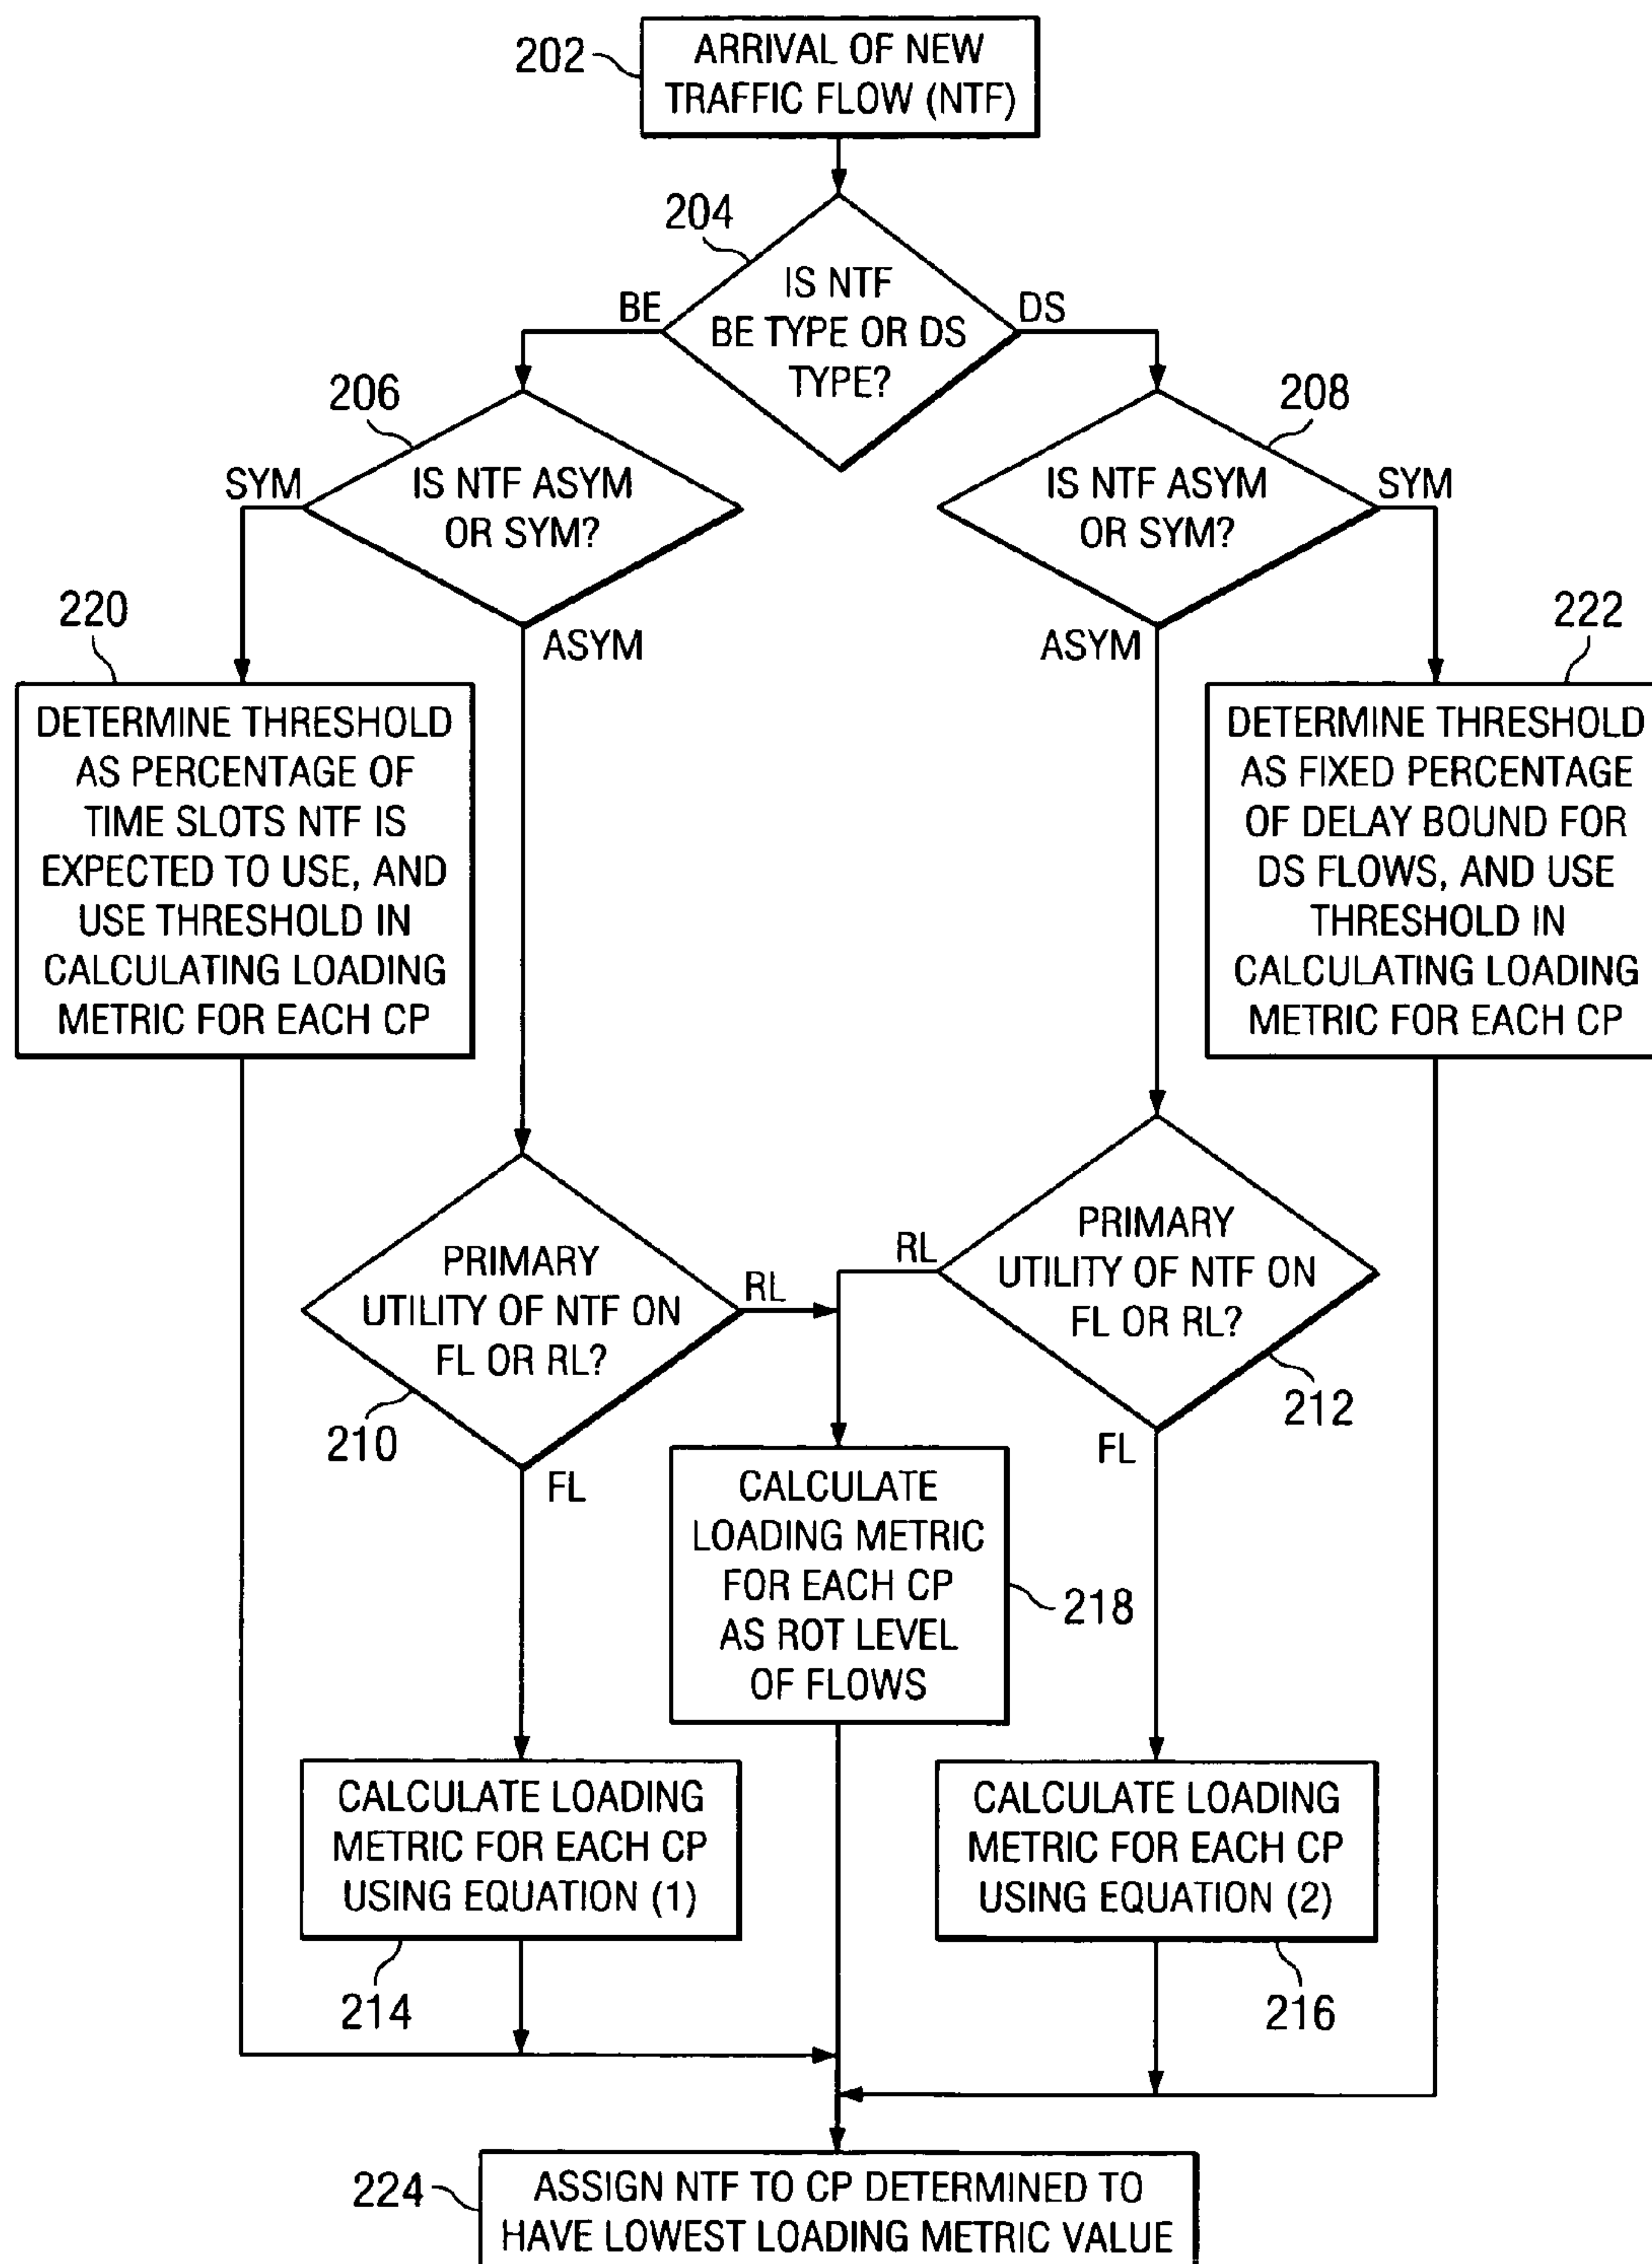 202
ARRIVAL OF NEW
TRAFFIC FLOW (NTF)
204
IS NTF
BE TYPE OR DS
TYPE?
BE
DS
206
IS NTF ASYM
OR SYM?
SYM
ASYM
208
IS NTF ASYM
OR SYM?
SYM
ASYM
220
DETERMINE THRESHOLD
AS PERCENTAGE OF
TIME SLOTS NTF IS
EXPECTED TO USE, AND
USE THRESHOLD IN
CALCULATING LOADING
METRIC FOR EACH CP
222
DETERMINE THRESHOLD
AS FIXED PERCENTAGE
OF DELAY BOUND FOR
DS FLOWS, AND USE
THRESHOLD IN
CALCULATING LOADING
METRIC FOR EACH CP
PRIMARY
UTILITY OF NTF ON
FL OR RL?
210
RL
FL
PRIMARY
UTILITY OF NTF ON
FL OR RL?
212
RL
FL
CALCULATE
LOADING METRIC
FOR EACH CP
AS ROT LEVEL
OF FLOWS
218
CALCULATE LOADING
METRIC FOR EACH CP
USING EQUATION (1)
214
CALCULATE LOADING
METRIC FOR EACH CP
USING EQUATION (2)
216
224
ASSIGN NTF TO CP DETERMINED TO
HAVE LOWEST LOADING METRIC VALUE